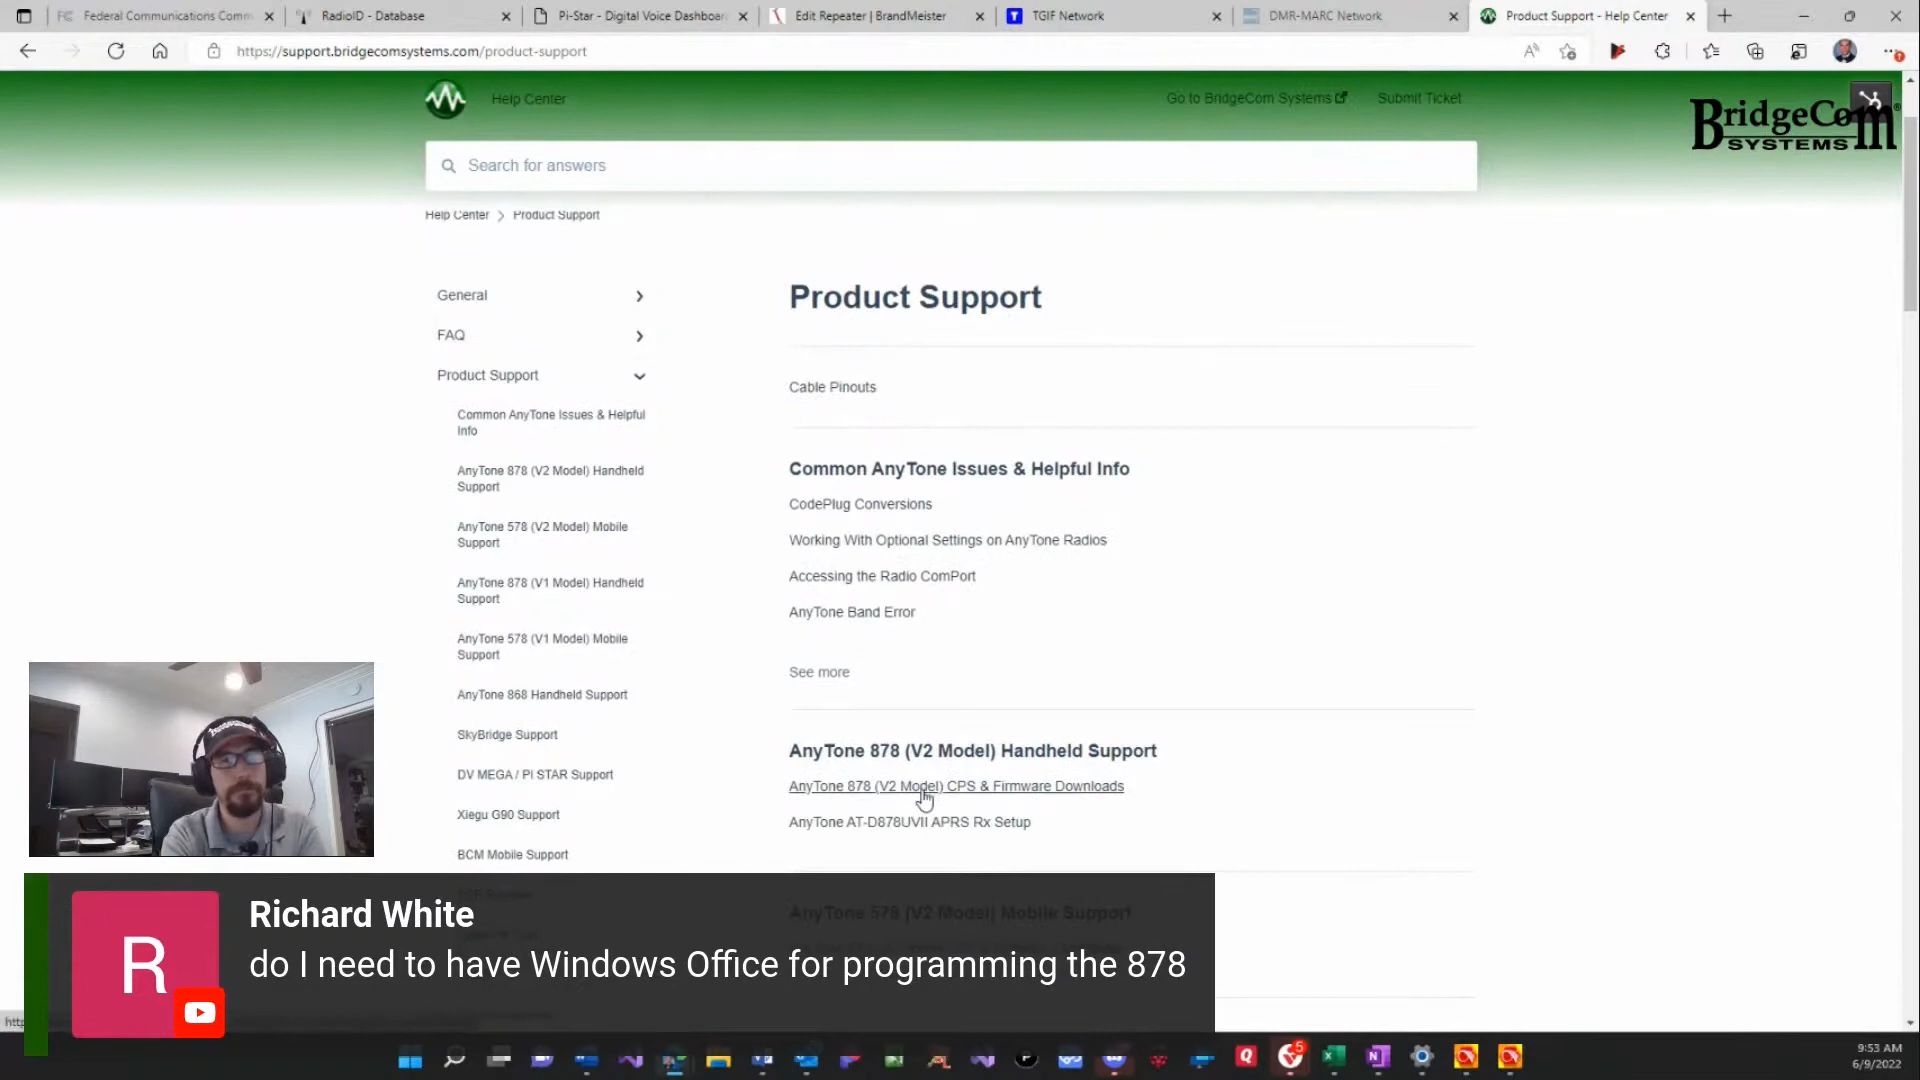 Federal Communications Comm
RadioID - Database
Pi-Star - Digital Voice Dashboar
Edit Repeater | BrandMeister
TGIF Network
DMR-MARC Network
Product Support - Help Center
https://support.bridgecomsystems.com/product-support
Help Center
Go to BridgeCom Systems
Submit Ticket
BridgeCom®
SYSTEMS
Search for answers
Help Center > Product Support
General
FAQ
Product Support
Common AnyTone Issues & Helpful
Info
AnyTone 878 (V2 Model) Handheld
Support
AnyTone 578 (V2 Model) Mobile
Support
AnyTone 878 (V1 Model) Handheld
Support
AnyTone 578 (V1 Model) Mobile
Support
AnyTone 868 Handheld Support
SkyBridge Support
DV MEGA / PI STAR Support
Xiegu G90 Support
BCM Mobile Support
Product Support
Cable Pinouts
Common AnyTone Issues & Helpful Info
CodePlug Conversions
Working With Optional Settings on AnyTone Radios
Accessing the Radio ComPort
AnyTone Band Error
See more
AnyTone 878 (V2 Model) Handheld Support
AnyTone 878 (V2 Model) CPS & Firmware Downloads
AnyTone AT-D878UVII APRS Rx Setup
AnyTone 578 (V2 Model) Mobile Support
R
Richard White
do I need to have Windows Office for programming the 878
http
5
9:53 AM
6/9/2022